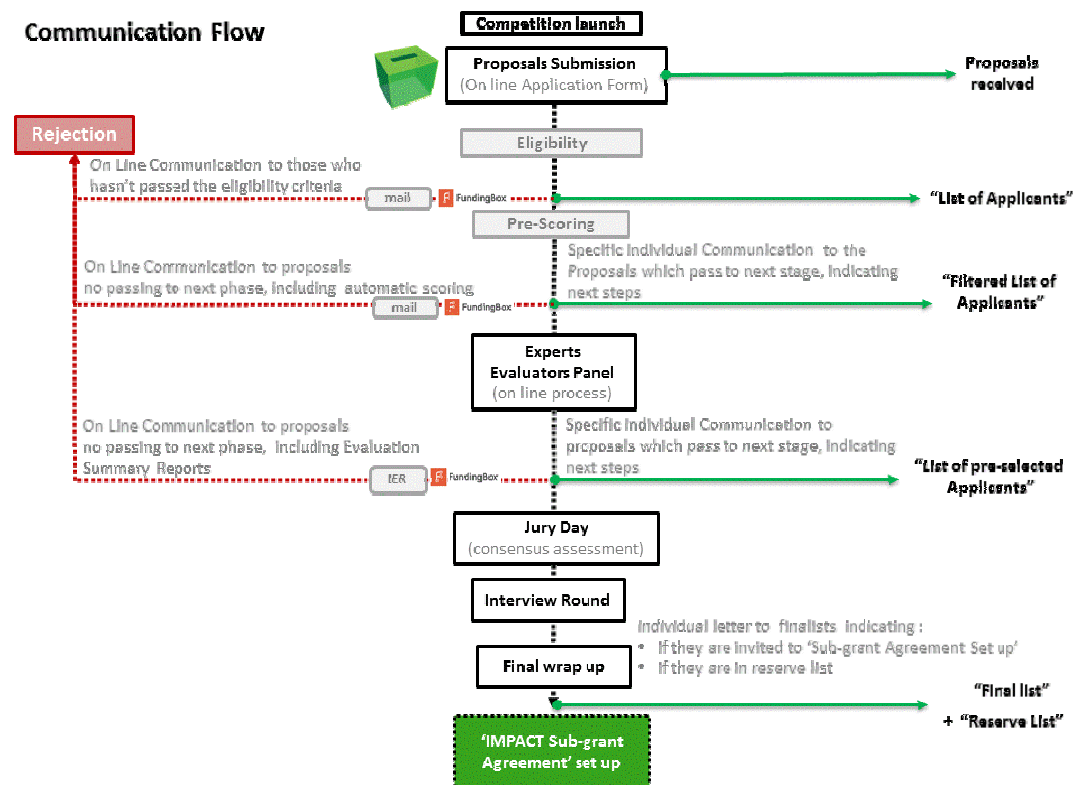 Communication Flow
Competition launch
Proposals Submission
(On line Application Form)
Proposals
received
Rejection
Eligibility
On Line Communication to those who
hasn't passed the eligibility criteria
mail
FundingBox
"List of Applicants"
Pre-Scoring
On Line Communication to proposals
no passing to next phase, including automatic scoring
mail
FundingBox
Specific Individual Communication to the
Proposals which pass to next stage, indicating
next steps
"Filtered List of
Applicants"
Experts
Evaluators Panel
(on line process)
On Line Communication to proposals
no passing to next phase, including Evaluation
Summary Reports
IER
FundingBox
Specific Individual Communication to
proposals which pass to next stage, indicating
next steps
"List of pre-selected
Applicants"
Jury Day
(consensus assessment)
Interview Round
Individual letter to finalists indicating :
• If they are invited to 'Sub-grant Agreement Set up'
• If they are in reserve list
Final wrap up
"Final list"
+ "Reserve List"
'IMPACT Sub-grant
Agreement' set up